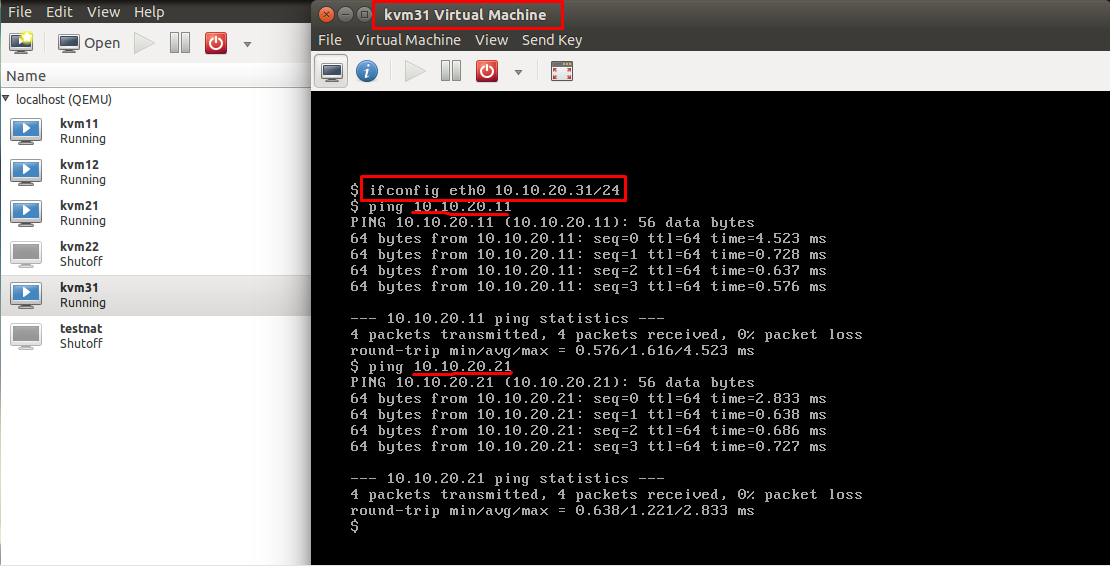 File Edit View Help
Open
Name
localhost (QEMU)
kvm11
Running
kvm12
Running
kvm21
Running
kvm22
Shutoff
kvm31
Running
testnat
Shutoff
kvm31 Virtual Machine
File Virtual Machine View Send Key
$ ifconfig eth0 10.10.20.31/24
$ ping 10.10.20.11
PING 10.10.20.11 (10.10.20.11): 56 data bytes
64 bytes from 10.10.20.11: seq=0 ttl=64 time=4.523 ms
64 bytes from 10.10.20.11: seq=1 ttl=64 time=0.728 ms
64 bytes from 10.10.20.11: seq=2 ttl=64 time=0.637 ms
64 bytes from 10.10.20.11: seq=3 ttl=64 time=0.576 ms
--- 10.10.20.11 ping statistics ---
4 packets transmitted, 4 packets received, 0% packet loss
round-trip min/avg/max = 0.576/1.616/4.523 ms
$ ping 10.10.20.21
PING 10.10.20.21 (10.10.20.21): 56 data bytes
64 bytes from 10.10.20.21: seq=0 ttl=64 time=2.833 ms
64 bytes from 10.10.20.21: seq=1 ttl=64 time=0.638 ms
64 bytes from 10.10.20.21: seq=2 ttl=64 time=0.686 ms
64 bytes from 10.10.20.21: seq=3 ttl=64 time=0.727 ms
--- 10.10.20.21 ping statistics ---
4 packets transmitted, 4 packets received, 0% packet loss
round-trip min/avg/max = 0.638/1.221/2.833 ms
$